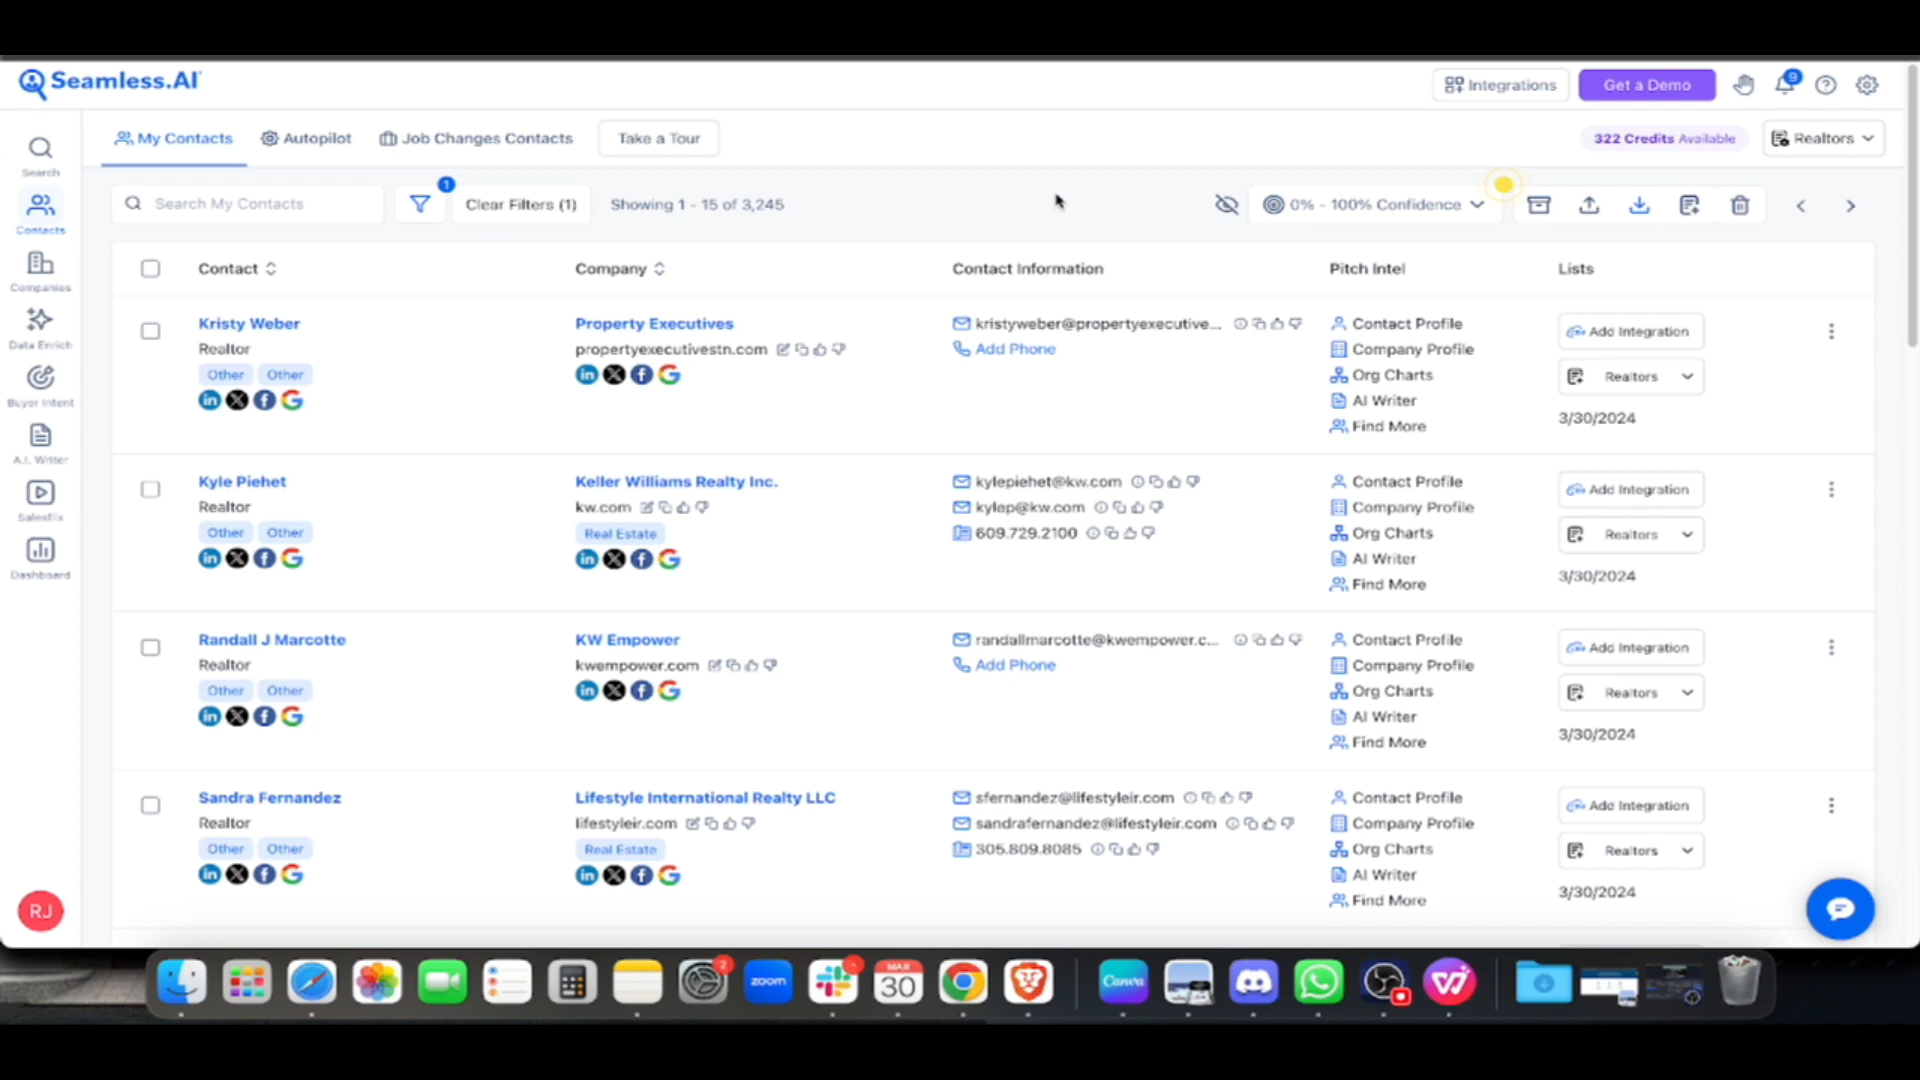 Seamless.AI
Integrations
Get a Demo
9
My Contacts
Autopilot
Job Changes Contacts
Take a Tour
322 Credits Available
Realtors
Search
Contacts
Companies
Data Enrich
Buyer Intent
A.I. Writer
Salesflix
Dashboard
RJ
Search My Contacts
1
Clear Filters (1)
Showing 1 - 15 of 3,245
0% - 100% Confidence
Contact
Company
Contact Information
Pitch Intel
Lists
Kristy Weber
Realtor
Other Other
Property Executives
propertyexecutivestn.com
kristyweber@propertyexecutive...
Add Phone
Contact Profile
Company Profile
Org Charts
AI Writer
Find More
Add Integration
Realtors
3/30/2024
Kyle Piehet
Realtor
Other Other
Keller Williams Realty Inc.
kw.com
Real Estate
kylepiehet@kw.com
kylep@kw.com
609.729.2100
Contact Profile
Company Profile
Org Charts
AI Writer
Find More
Add Integration
Realtors
3/30/2024
Randall J Marcotte
Realtor
Other Other
KW Empower
kwempower.com
randallmarcotte@kwempower.c...
Add Phone
Contact Profile
Company Profile
Org Charts
AI Writer
Find More
Add Integration
Realtors
3/30/2024
Sandra Fernandez
Realtor
Other Other
Lifestyle International Realty LLC
lifestyleir.com
Real Estate
sfernandez@lifestyleir.com
sandrafernandez@lifestyleir.com
305.809.8085
Contact Profile
Company Profile
Org Charts
AI Writer
Find More
Add Integration
Realtors
3/30/2024
2
zoom
MAR
30
Canva